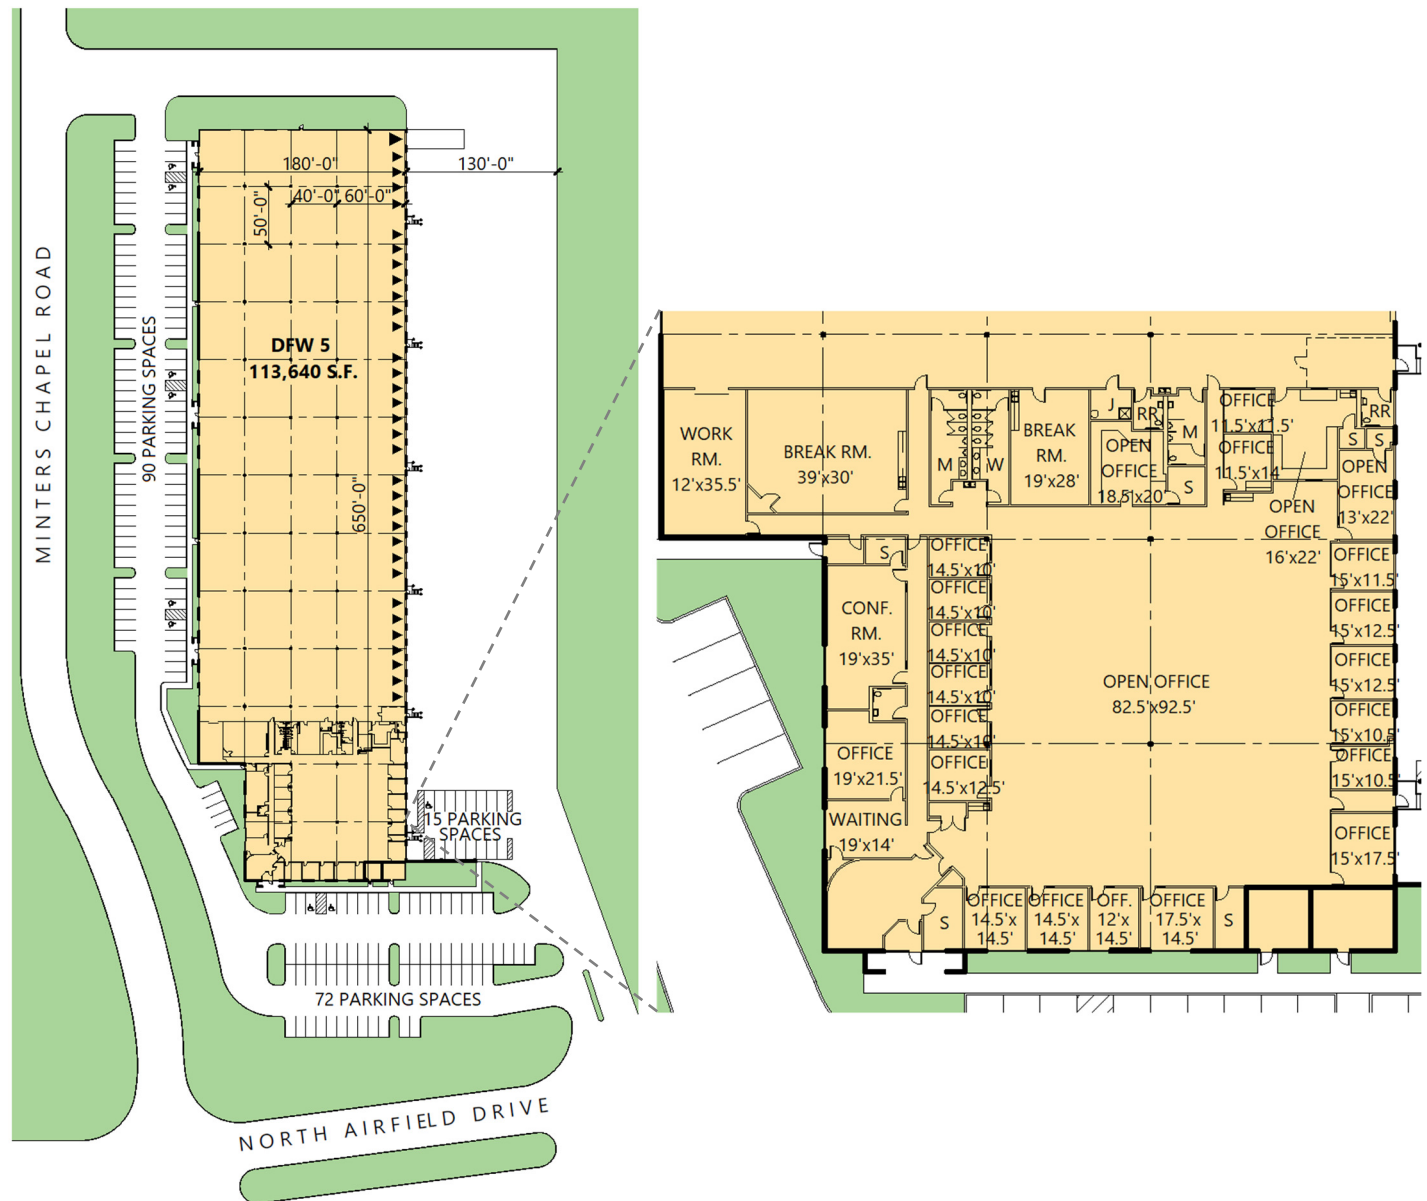 MINTERS CHAPEL ROAD
90 PARKING SPACES
180'-0"
130'-0"
40'-0"
60'-0"
50'-0"
DFW 5
113,640 S.F.
650'-0"
15 PARKING
SPACES
72 PARKING SPACES
NORTH AIRFIELD DRIVE
WORK
RM.
12'x35.5'
BREAK RM.
39'x30'
M
W
BREAK
RM.
19'x28'
J
RR
OPEN
OFFICE
18.5'x20'
M
S
OFFICE
11.5'x17.5'
OFFICE
11.5'x14'
OPEN
OFFICE
16'x22'
RR
S
S
OPEN
OFFICE
13'x22'
S
CONF.
RM.
19'x35'
OFFICE
19'x21.5'
WAITING
19'x14'
OFFICE
14.5'x10'
OFFICE
14.5'x10'
OFFICE
14.5'x10'
OFFICE
14.5'x10'
OFFICE
14.5'x10'
OFFICE
14.5'x12.5'
OPEN OFFICE
82.5'x92.5'
OFFICE
15'x11.5'
OFFICE
15'x12.5'
OFFICE
15'x12.5'
OFFICE
15'x10.5'
OFFICE
15'x10.5'
OFFICE
15'x17.5'
S
OFFICE
14.5'x
14.5'
OFFICE
14.5'x
14.5'
OFF.
12'x
14.5'
OFFICE
17.5'x
14.5'
S